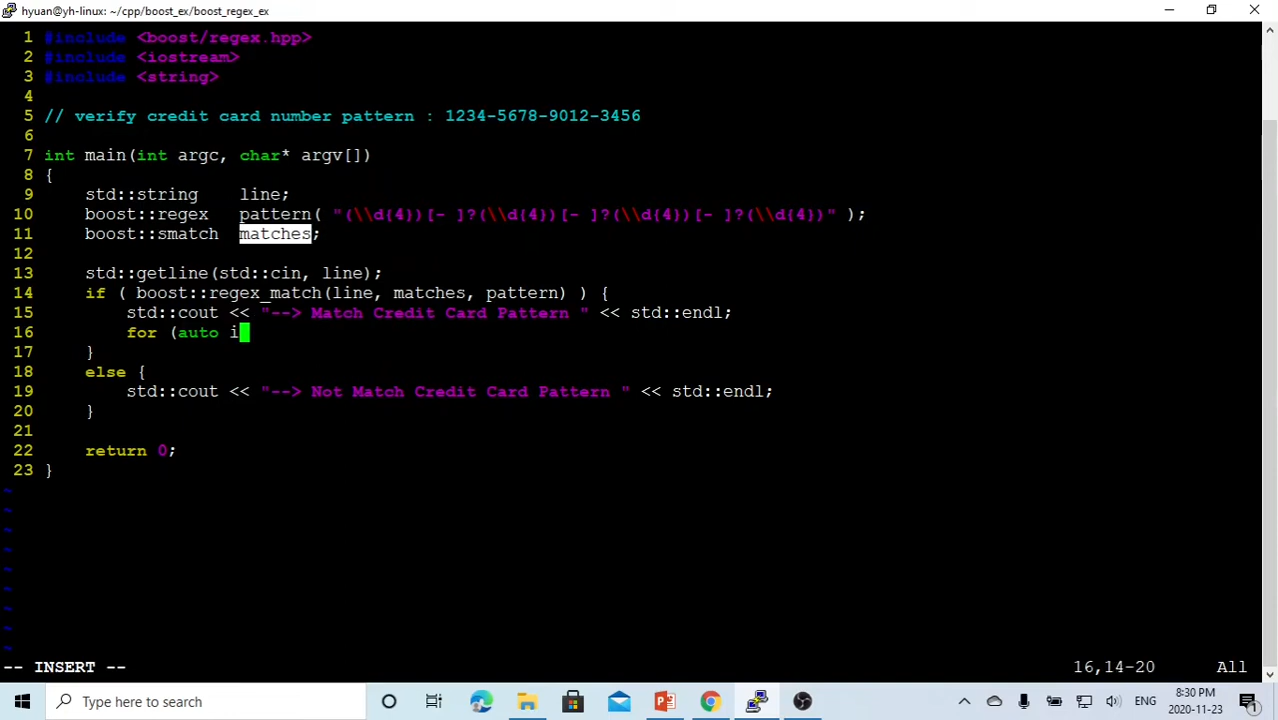 hyuan@yh-linux: ~/cpp/boost_ex/boost_regex_ex
1 #include <boost/regex.hpp>
2 #include <iostream>
3 #include <string>
4
5 // verify credit card number pattern : 1234-5678-9012-3456
6
7 int main(int argc, char* argv[])
8 {
9     std::string    line;
10     boost::regex   pattern( "(\\d{4})[- ]?(\\d{4})[- ]?(\\d{4})[- ]?(\\d{4})" );
11     boost::smatch  matches;
12
13     std::getline(std::cin, line);
14     if ( boost::regex_match(line, matches, pattern) ) {
15         std::cout << "--> Match Credit Card Pattern " << std::endl;
16         for (auto i
17     }
18     else {
19         std::cout << "--> Not Match Credit Card Pattern " << std::endl;
20     }
21
22     return 0;
23 }
~
~
~
~
~
~
~
~
~
-- INSERT -- 16,14-20 All
Type here to search ENG 8:30 PM
2020-11-23 1